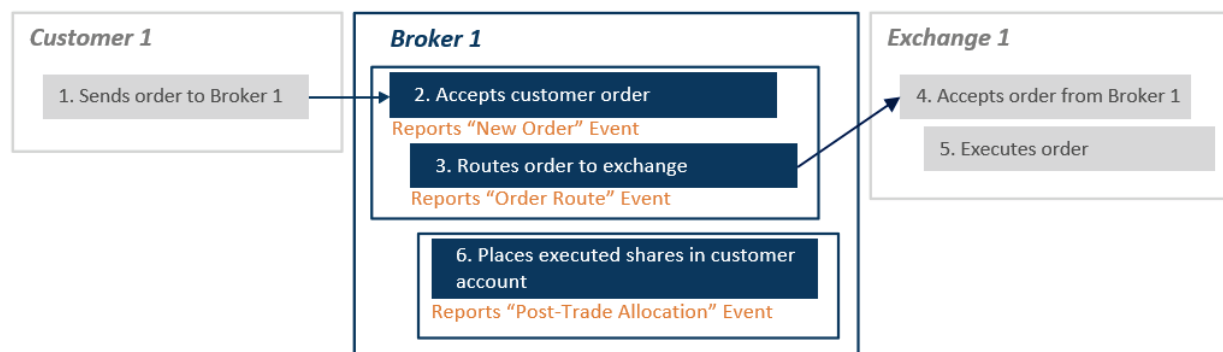 Customer 1
1. Sends order to Broker 1
Broker 1
2. Accepts customer order
Reports “New Order” Event
3. Routes order to exchange
Reports “Order Route” Event
6. Places executed shares in customer
account
Reports “Post-Trade Allocation” Event
Exchange 1
4. Accepts order from Broker 1
5. Executes order